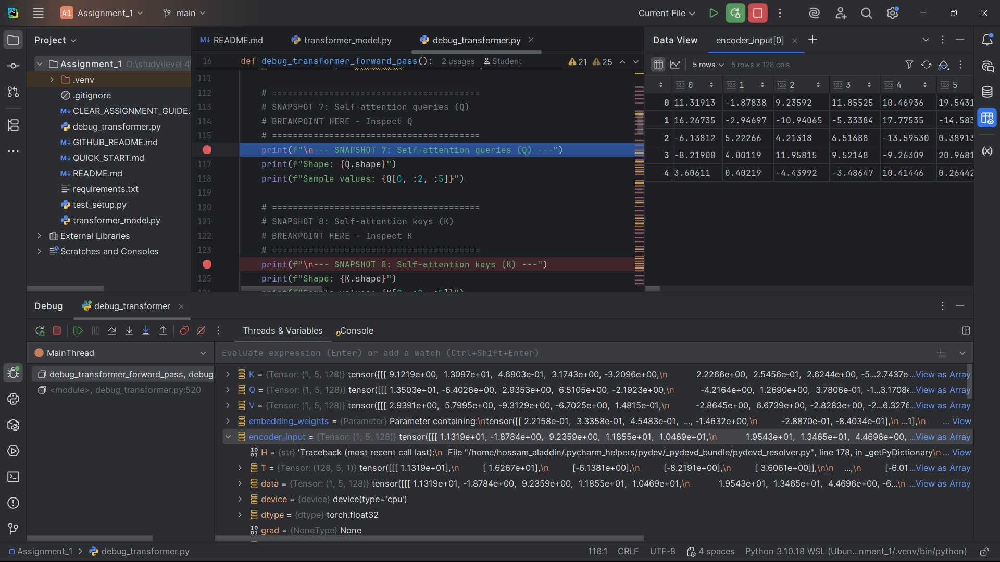 A1 Assignment_1 main Current File
Project
Assignment_1 D:\study\level 4\
.venv
.gitignore
CLEAR_ASSIGNMENT_GUIDE.
debug_transformer.py
GITHUB_README.md
QUICK_START.md
README.md
requirements.txt
test_setup.py
transformer_model.py
External Libraries
Scratches and Consoles
README.md transformer_model.py debug_transformer.py
16 def debug_transformer_forward_pass(): 2 usages Student 21 25
111
112 # ========================================
113 # SNAPSHOT 7: Self-attention queries (Q)
114 # BREAKPOINT HERE - Inspect Q
115 # ========================================
print(f"\n--- SNAPSHOT 7: Self-attention queries (Q) ---")
117 print(f"Shape: {Q.shape}")
118 print(f"Sample values: {Q[0, :2, :5]}")
119
120 # ========================================
121 # SNAPSHOT 8: Self-attention keys (K)
122 # BREAKPOINT HERE - Inspect K
123 # ========================================
print(f"\n--- SNAPSHOT 8: Self-attention keys (K) ---")
125 print(f"Shape: {K.shape}")
Data View encoder_input[0]
5 rows 5 rows × 128 cols
123 0 123 1 123 2 123 3 123 4 123 5
0 11.31913 -1.87838 9.23592 11.85525 10.46936 19.5431
1 16.26735 -2.94697 -10.94065 -5.33384 17.77535 -14.583
2 -6.13812 5.22266 4.21318 6.51688 -13.59530 0.38913
3 -8.21908 4.00119 11.95815 9.52148 -9.26309 20.9681
4 3.60611 0.40219 -4.43992 -3.48647 10.41446 0.26442
Debug debug_transformer
Threads & Variables Console
MainThread
debug_transformer_forward_pass, debug_
<module>, debug_transformer.py:520
Evaluate expression (Enter) or add a watch (Ctrl+Shift+Enter)
K = {Tensor: (1, 5, 128)} tensor([[[ 9.1219e+00, 1.3097e+01, 4.6903e-01, 3.1743e+00, -3.2096e+00,\n 2.2266e+00, 2.5456e-01, 2.6244e+00, -5...2.7437e...View as Array
Q = {Tensor: (1, 5, 128)} tensor([[[ 1.3503e+01, -6.4026e+00, 2.9353e+00, 6.5105e+00, -2.1923e+00,\n -4.2164e+00, 1.2690e+00, 3.7806e-01, -1...3.1708e...View as Array
V = {Tensor: (1, 5, 128)} tensor([[[ 2.9391e+00, 5.7995e+00, -9.3129e+00, -6.7025e+00, 1.4815e-01,\n -2.8645e+00, 6.6739e+00, -2.8283e+00, -2...6.3276...View as Array
embedding_weights = {Parameter} Parameter containing:\ntensor([[ 2.2158e-01, 3.3358e-01, 4.5483e-01, ..., -1.4632e+00,\n -2.8870e-01, -8.4034e-01],\n ...1],\n ... View
encoder_input = {Tensor: (1, 5, 128)} tensor([[[ 1.1319e+01, -1.8784e+00, 9.2359e+00, 1.1855e+01, 1.0469e+01,\n 1.9543e+01, 1.3465e+01, 4.4696e+00, ...View as Array
H = {str} 'Traceback (most recent call last):\n File "/home/hossam_aladdin/.pycharm_helpers/pydev/_pydevd_bundle/pydevd_resolver.py", line 178, in _getPyDictionary\n ... View
T = {Tensor: (128, 5, 1)} tensor([[[ 1.1319e+01],\n [ 1.6267e+01],\n [-6.1381e+00],\n [-8.2191e+00],\n [ 3.6061e+00]],\n\n ...,\n [-6.01...View as Array
data = {Tensor: (1, 5, 128)} tensor([[[ 1.1319e+01, -1.8784e+00, 9.2359e+00, 1.1855e+01, 1.0469e+01,\n 1.9543e+01, 1.3465e+01, 4.4696e+00, -6...\n ...View as Array
device = {device} device(type='cpu')
dtype = {dtype} torch.float32
grad = {NoneType} None
Assignment_1 > debug_transformer.py 116:1 CRLF UTF-8 4 spaces Python 3.10.18 WSL (Ubun...nment_1/.venv/bin/python)